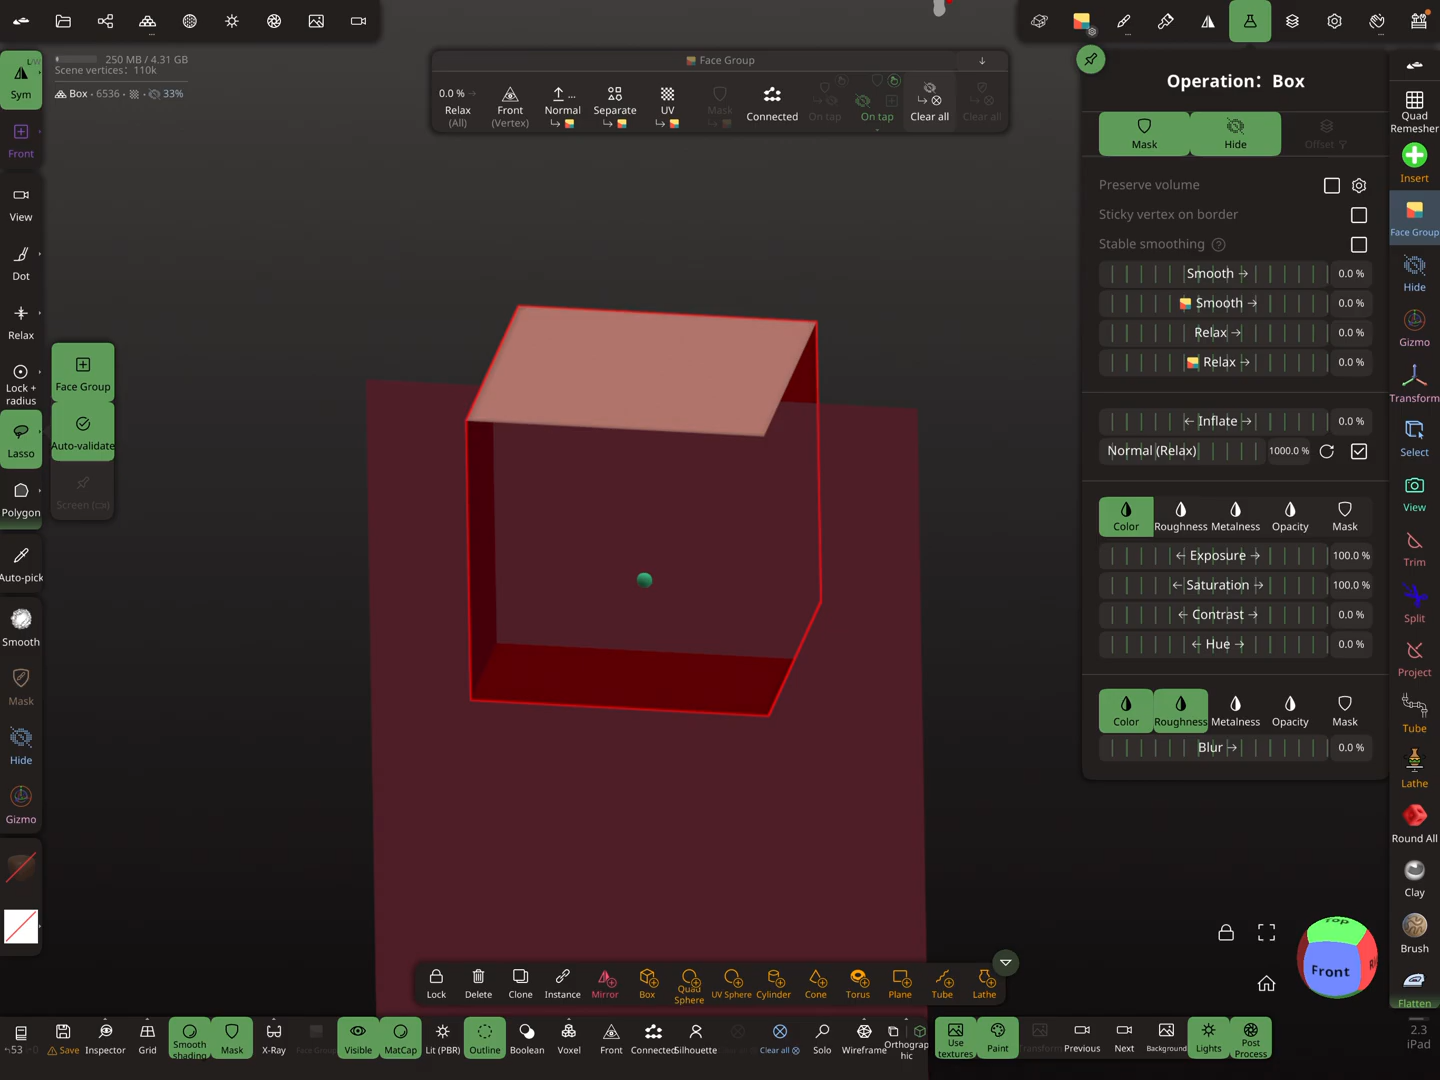 250 MB / 4.31 GB
Scene vertices: 110k
Box · 6536 · 33%
Face Group
0.0 %
Relax
(All)
Front
(Vertex)
Normal
Separate
UV
Mask
Connected
On tap
On tap
Clear all
Clear all
L/W
Sym
Front
View
Dot
Relax
Lock +
radius
Lasso
Polygon
Auto-pick
Smooth
Mask
Hide
Gizmo
Face Group
Auto-validate
Operation: Box
Mask
Hide
Offset
Preserve volume
Sticky vertex on border
Stable smoothing ?
Smooth → 0.0 %
Smooth → 0.0 %
Relax → 0.0 %
Relax → 0.0 %
← Inflate → 0.0 %
Normal (Relax) 1000.0 %
Color Roughness Metalness Opacity Mask
← Exposure → 100.0 %
← Saturation → 100.0 %
← Contrast → 0.0 %
← Hue → 0.0 %
Color Roughness Metalness Opacity Mask
Blur → 0.0 %
Quad
Remesher
Insert
Face Group
Hide
Gizmo
Transform
Select
View
Trim
Split
Project
Tube
Lathe
Round All
Clay
Brush
Flatten
Top
Front
Lock
Delete
Clone
Instance
Mirror
Box
Quad
Sphere
UV Sphere
Cylinder
Cone
Torus
Plane
Tube
Lathe
Save
Inspector
Grid
Smooth
shading
Mask
X-Ray
Visible
MatCap
Lit (PBR)
Outline
Boolean
Voxel
Front
Connected
Silhouette
Clear all
Solo
Wireframe
Orthograp
hic
Use
textures
Paint
Previous
Next
Background
Lights
Post
Process
2.3
iPad